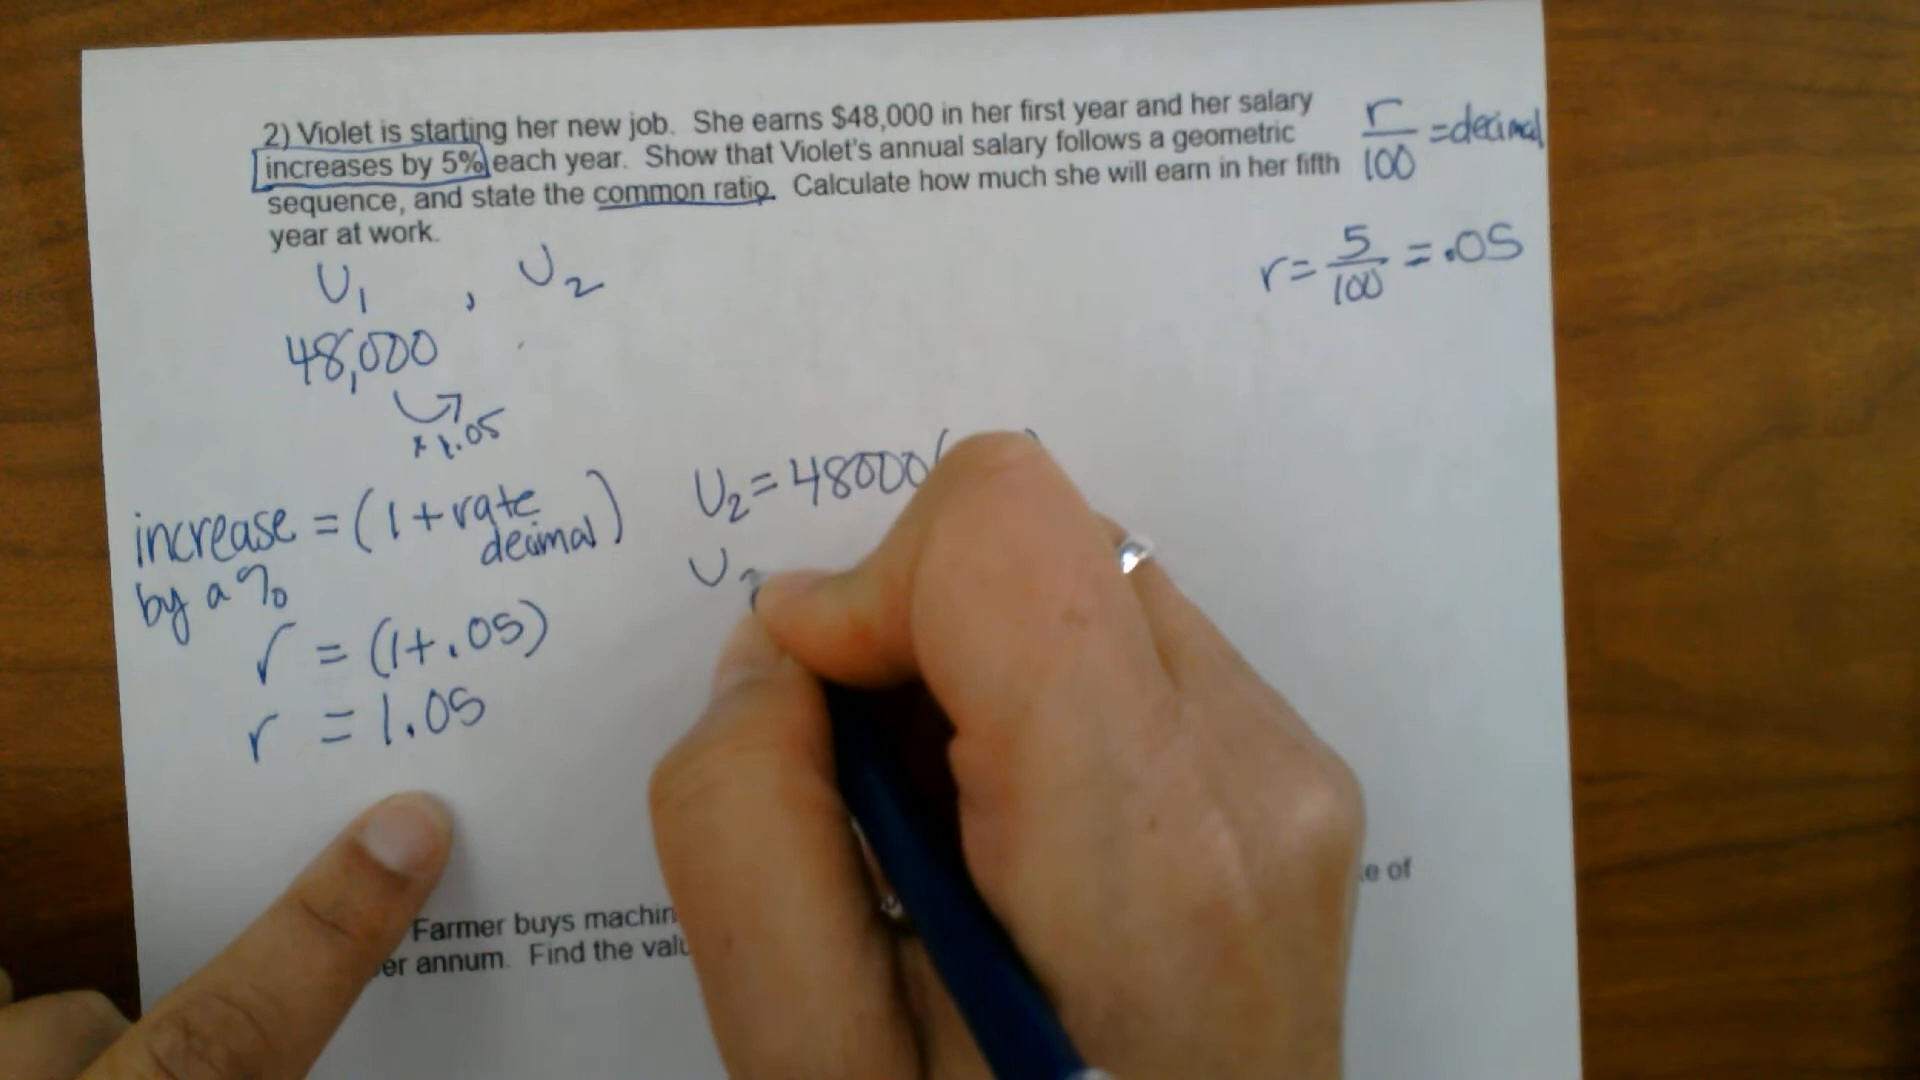 2) Violet is starting her new job. She earns $48,000 in her first year and her salary
increases by 5% each year. Show that Violet's annual salary follows a geometric
sequence, and state the common ratio. Calculate how much she will earn in her fifth
year at work.
r/100 = decimal
r = 5/100 = .05
U1 , U2
48,000
x 1.05
increase = (1 + rate decimal)
by a %
r = (1+.05)
r = 1.05
U2 = 48000(
U
Farmer buys
er annum. Find the
of